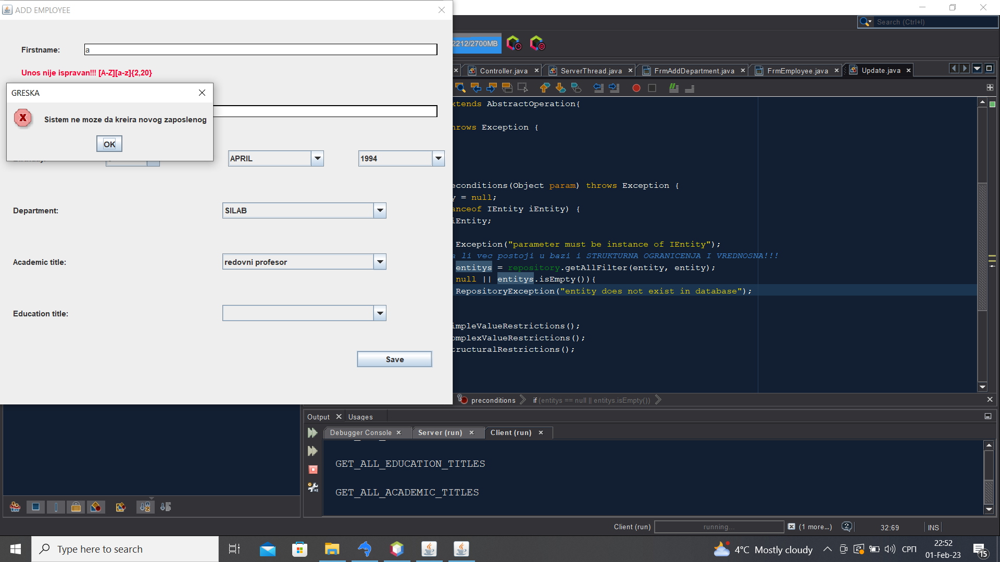 ADD EMPLOYEE
Firstname:
a
Unos nije ispravan!!! [A-Z][a-z]{2,20}
GRESKA
Sistem ne moze da kreira novog zaposlenog
OK
APRIL
1994
Department:
SILAB
Academic title:
redovni profesor
Education title:
Save
Search (Ctrl+I)
2212/2700MB
Controller.java
ServerThread.java
FrmAddDepartment.java
FrmEmployee.java
Update.java
xtends AbstractOperation{
hrows Exception {
econditions(Object param) throws Exception {
y = null;
anceof IEntity iEntity) {
iEntity;
Exception("parameter must be instance of IEntity");
a li vec postoji u bazi i STRUKTURNA OGRANICENJA I VREDNOSNA!!!
entitys = repository.getAllFilter(entity, entity);
null || entitys.isEmpty()){
RepositoryException("entity does not exist in database");
impleValueRestrictions();
omplexValueRestrictions();
tructuralRestrictions();
preconditions
if (entitys == null || entitys.isEmpty())
Output
Usages
Debugger Console
Server (run)
Client (run)
GET_ALL_EDUCATION_TITLES
GET_ALL_ACADEMIC_TITLES
Client (run)
running...
(1 more...)
2
32:69
INS
Type here to search
4°C Mostly cloudy
СРП
22:52
01-Feb-23
15